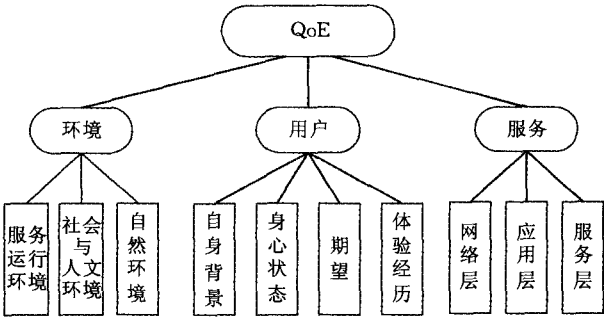 QoE
环境
用户
服务
服务运行环境
社会与人文环境
自然环境
自身背景
身心状态
期望
体验经历
网络层
应用层
服务层